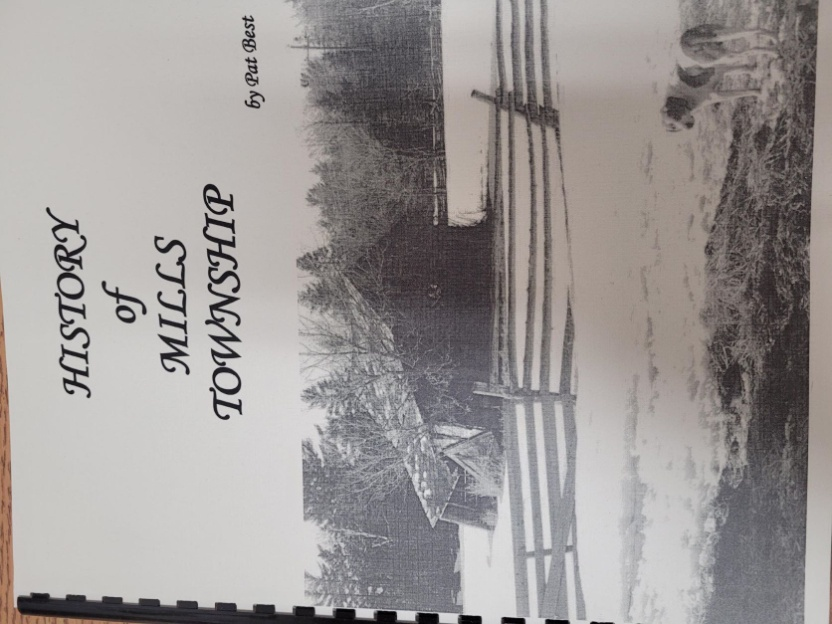 HISTORY
of
MILLS
TOWNSHIP
by Pat Best